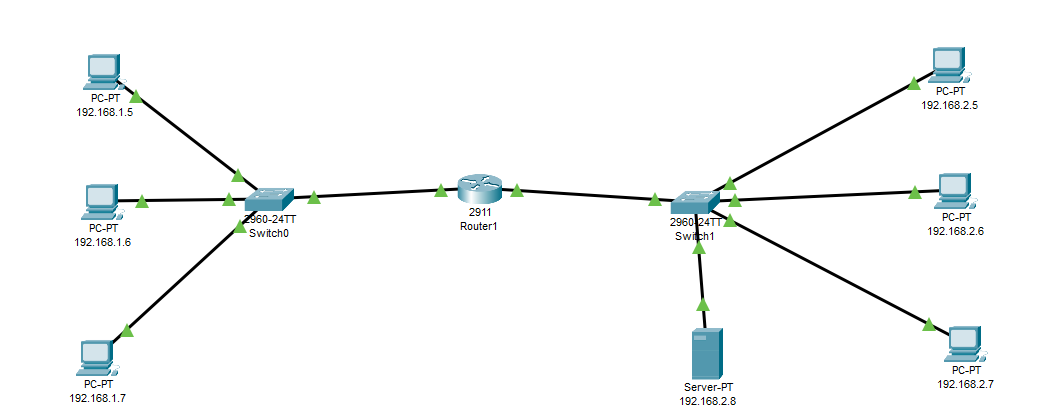 PC-PT
192.168.1.5
PC-PT
192.168.2.5
PC-PT
192.168.1.6
2960-24TT
Switch0
2911
Router1
2960-24TT
Switch1
PC-PT
192.168.2.6
PC-PT
192.168.1.7
Server-PT
192.168.2.8
PC-PT
192.168.2.7